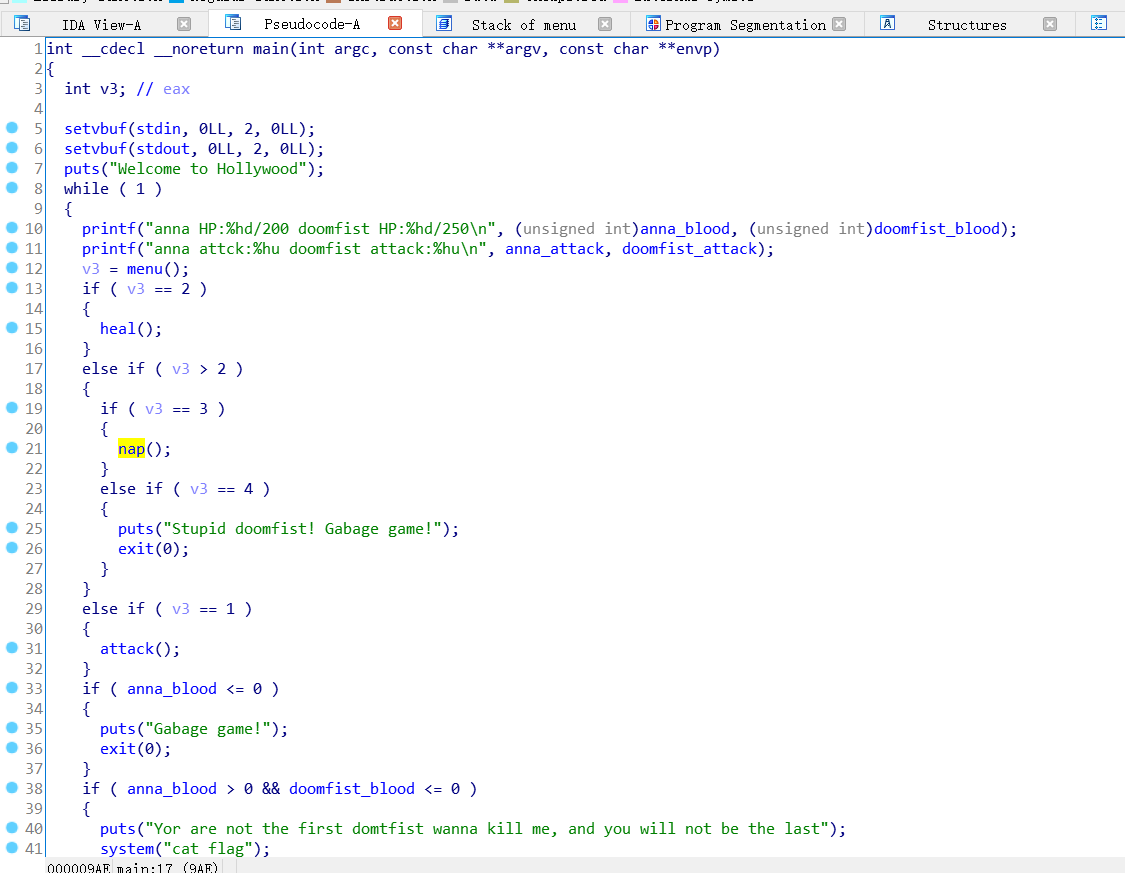 IDA View-A Pseudocode-A Stack of menu Program Segmentation Structures
1 int __cdecl __noreturn main(int argc, const char **argv, const char **envp)
2 {
3 int v3; // eax
4
5 setvbuf(stdin, 0LL, 2, 0LL);
6 setvbuf(stdout, 0LL, 2, 0LL);
7 puts("Welcome to Hollywood");
8 while ( 1 )
9 {
10 printf("anna HP:%hd/200 doomfist HP:%hd/250\n", (unsigned int)anna_blood, (unsigned int)doomfist_blood);
11 printf("anna attck:%hu doomfist attack:%hu\n", anna_attack, doomfist_attack);
12 v3 = menu();
13 if ( v3 == 2 )
14 {
15 heal();
16 }
17 else if ( v3 > 2 )
18 {
19 if ( v3 == 3 )
20 {
21 nap();
22 }
23 else if ( v3 == 4 )
24 {
25 puts("Stupid doomfist! Gabage game!");
26 exit(0);
27 }
28 }
29 else if ( v3 == 1 )
30 {
31 attack();
32 }
33 if ( anna_blood <= 0 )
34 {
35 puts("Gabage game!");
36 exit(0);
37 }
38 if ( anna_blood > 0 && doomfist_blood <= 0 )
39 {
40 puts("Yor are not the first domtfist wanna kill me, and you will not be the last");
41 system("cat flag");
000009AE main:17 (9AE)